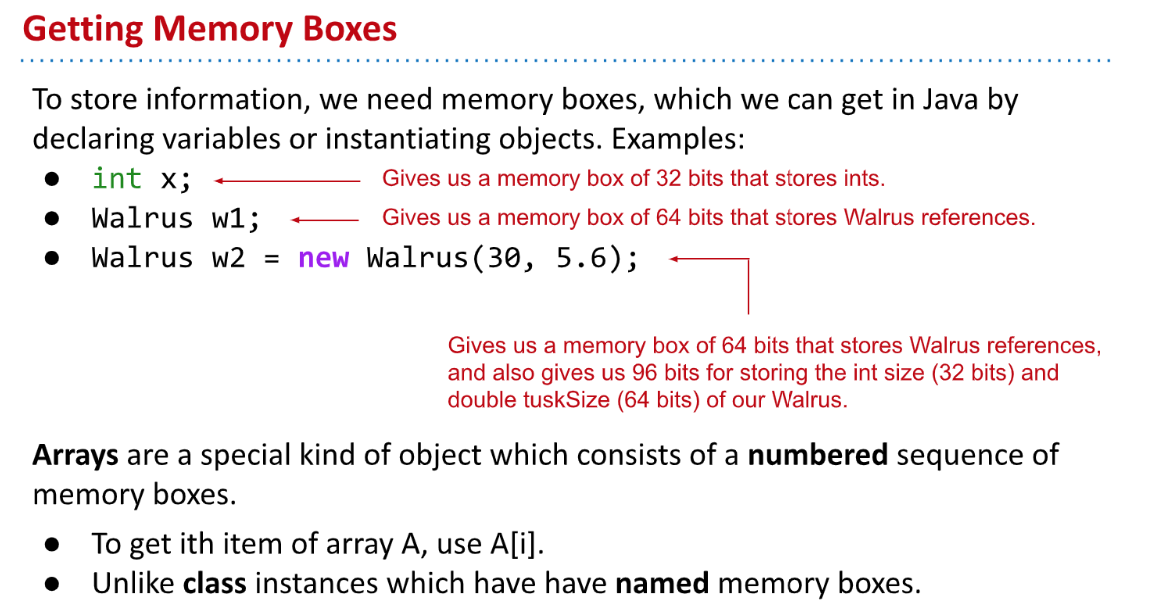 Getting Memory Boxes
To store information, we need memory boxes, which we can get in Java by
declaring variables or instantiating objects. Examples:
● int x; Gives us a memory box of 32 bits that stores ints.
● Walrus w1; Gives us a memory box of 64 bits that stores Walrus references.
● Walrus w2 = new Walrus(30, 5.6);
Gives us a memory box of 64 bits that stores Walrus references,
and also gives us 96 bits for storing the int size (32 bits) and
double tuskSize (64 bits) of our Walrus.
Arrays are a special kind of object which consists of a numbered sequence of
memory boxes.
● To get ith item of array A, use A[i].
● Unlike class instances which have have named memory boxes.